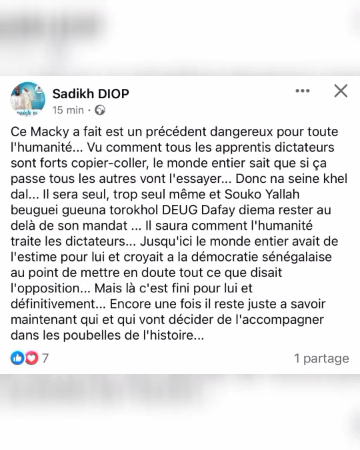 Sadikh DIOP
15 min
Ce Macky a fait est un précédent dangereux pour toute
l'humanité... Vu comment tous les apprentis dictateurs
sont forts copier-coller, le monde entier sait que si ça
passe tous les autres vont l'essayer... Donc na seine khel
dal... Il sera seul, trop seul même et Souko Yallah
beuguei gueuna torokhol DEUG Dafay diema rester au
delà de son mandat ... Il saura comment l'humanité
traite les dictateurs... Jusqu'ici le monde entier avait de
l'estime pour lui et croyait a la démocratie sénégalaise
au point de mettre en doute tout ce que disait
l'opposition... Mais là c'est fini pour lui et
définitivement... Encore une fois il reste juste a savoir
maintenant qui et qui vont décider de l'accompagner
dans les poubelles de l'histoire...
7
1 partage